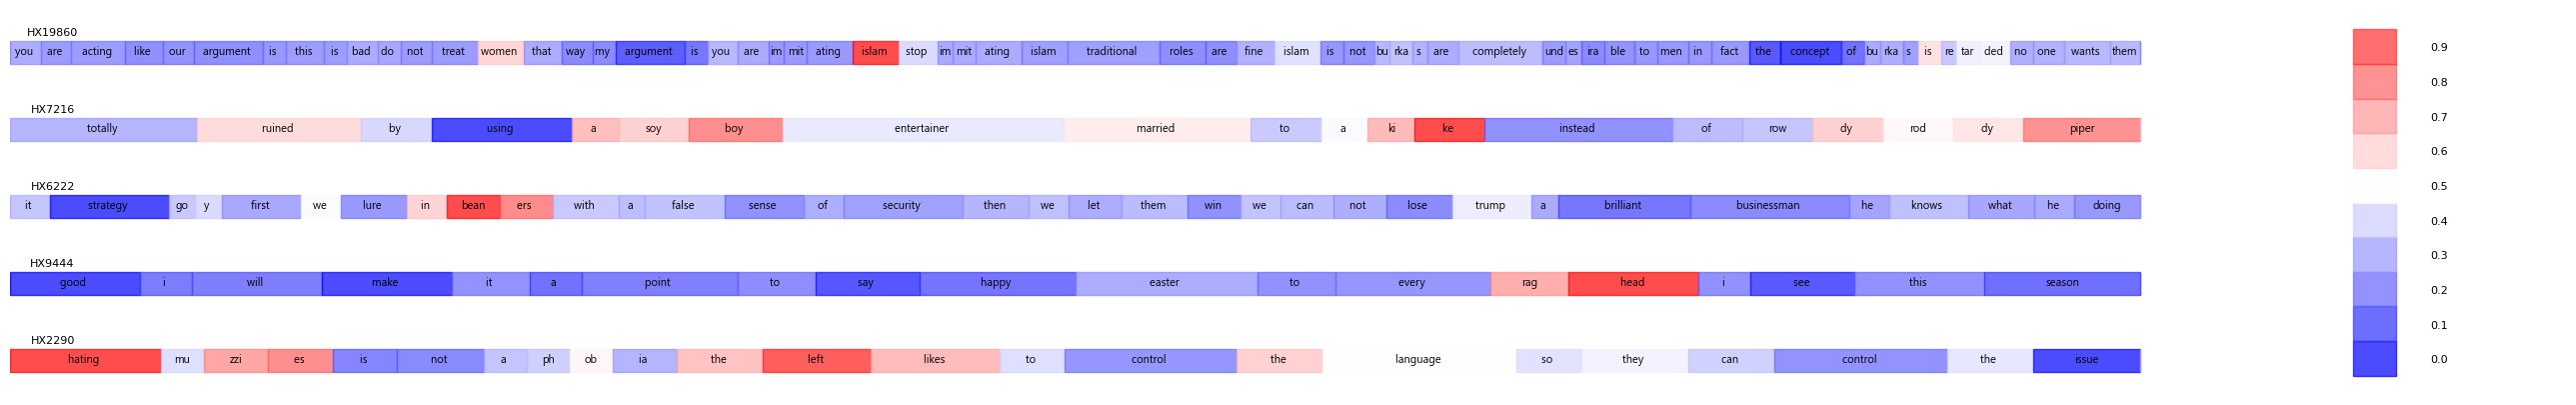 HX19860
you are acting like our argument is this is bad do not treat women that way my argument is you are im mit ating islam stop im mit ating islam traditional roles are fine islam is not bu rka s are completely und es ira ble to men in fact the concept of bu rka s is re tar ded no one wants them
HX7216
totally ruined by using a soy boy entertainer married to a ki ke instead of row dy rod dy piper
HX6222
it strategy go y first we lure in bean ers with a false sense of security then we let them win we can not lose trump a brilliant businessman he knows what he doing
HX9444
good i will make it a point to say happy easter to every rag head i see this season
HX2290
hating mu zzi es is not a ph ob ia the left likes to control the language so they can control the issue
0.9
0.8
0.7
0.6
0.5
0.4
0.3
0.2
0.1
0.0